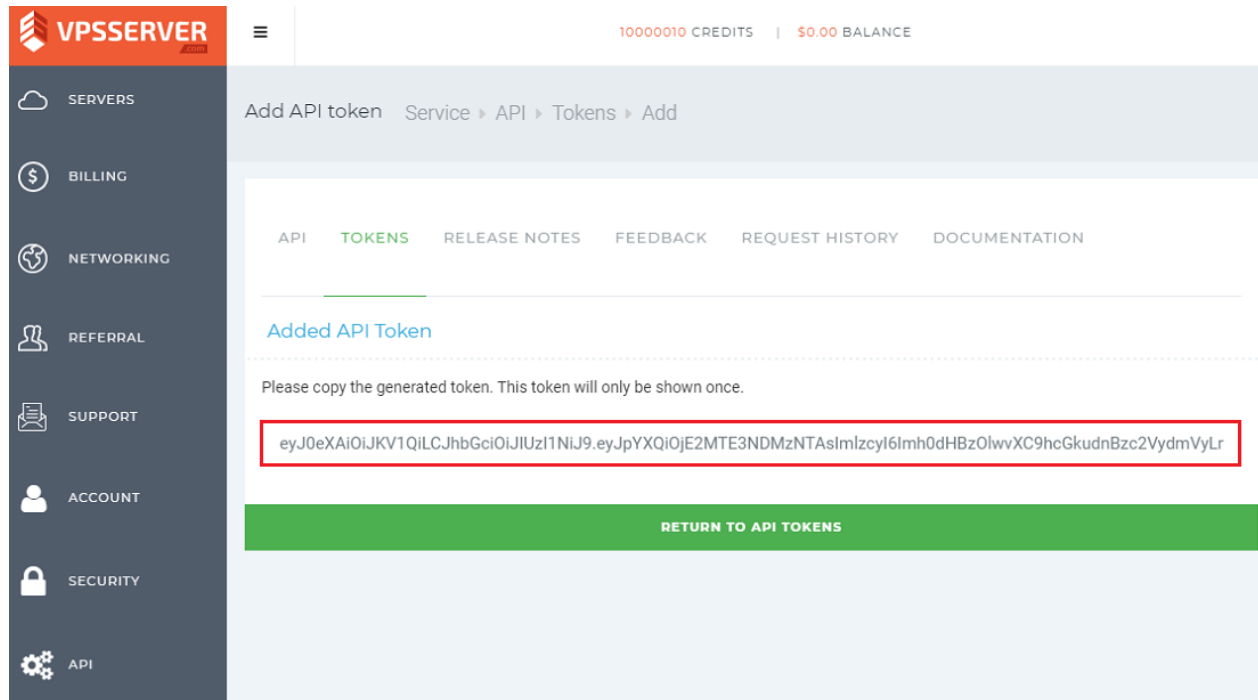 VPSSERVER
.com
10000010 CREDITS | $0.00 BALANCE
SERVERS
BILLING
NETWORKING
REFERRAL
SUPPORT
ACCOUNT
SECURITY
API
Add API token Service API Tokens Add
API TOKENS RELEASE NOTES FEEDBACK REQUEST HISTORY DOCUMENTATION
Added API Token
Please copy the generated token. This token will only be shown once.
eyJ0eXAiOiJKV1QiLCJhbGciOiJIUzI1NiJ9.eyJpYXQiOjE2MTE3NDMzNTAsImlzcyI6Imh0dHBzOlwvXC9hcGkudnBzc2VydmVyLr
RETURN TO API TOKENS